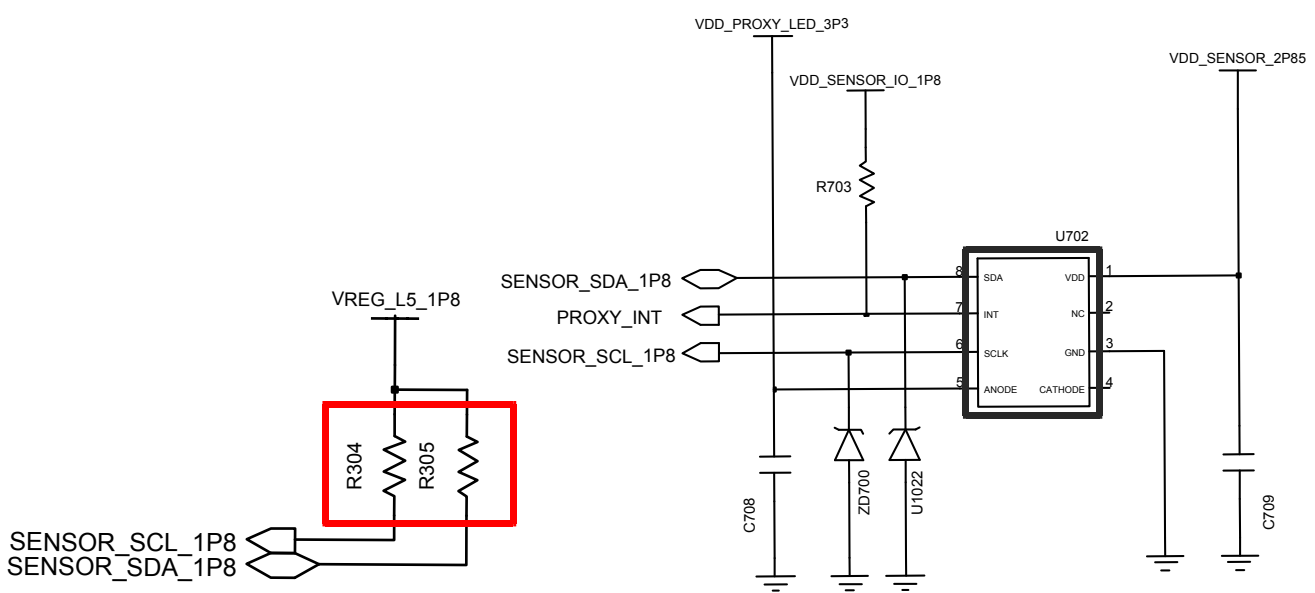 VDD_PROXY_LED_3P3
VDD_SENSOR_2P85
VDD_SENSOR_IO_1P8
R703
U702
SENSOR_SDA_1P8
8
SDA
VDD
1
PROXY_INT
7
INT
NC
2
SENSOR_SCL_1P8
6
SCLK
GND
3
5
ANODE
CATHODE
4
VREG_L5_1P8
R304
R305
C708
ZD700
U1022
C709
SENSOR_SCL_1P8
SENSOR_SDA_1P8